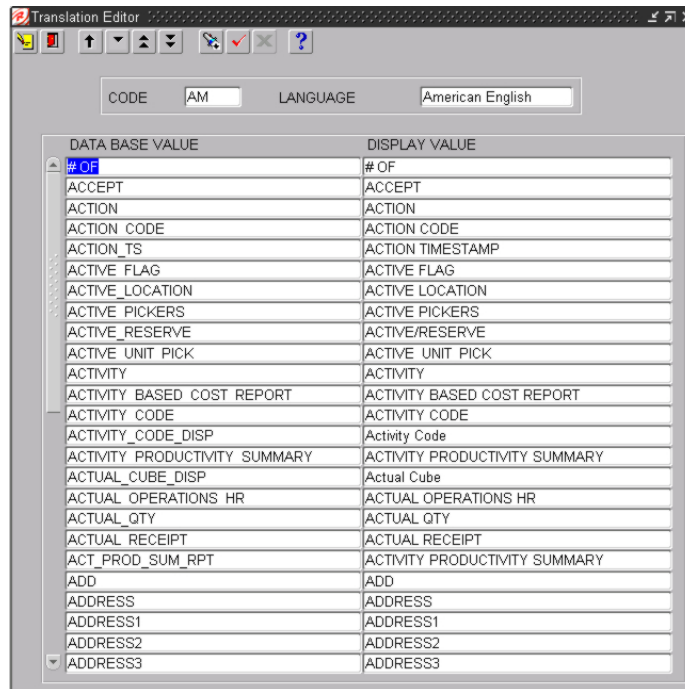 Translation Editor
CODE AM LANGUAGE American English
DATA BASE VALUE DISPLAY VALUE
# OF # OF
ACCEPT ACCEPT
ACTION ACTION
ACTION CODE ACTION CODE
ACTION_TS ACTION TIMESTAMP
ACTIVE FLAG ACTIVE FLAG
ACTIVE_LOCATION ACTIVE LOCATION
ACTIVE PICKERS ACTIVE PICKERS
ACTIVE_RESERVE ACTIVE/RESERVE
ACTIVE UNIT PICK ACTIVE UNIT PICK
ACTIVITY ACTIVITY
ACTIVITY BASED COST REPORT ACTIVITY BASED COST REPORT
ACTIVITY CODE ACTIVITY CODE
ACTIVITY_CODE_DISP Activity Code
ACTIVITY PRODUCTIVITY SUMMARY ACTIVITY PRODUCTIVITY SUMMARY
ACTUAL_CUBE_DISP Actual Cube
ACTUAL OPERATIONS HR ACTUAL OPERATIONS HR
ACTUAL_QTY ACTUAL QTY
ACTUAL RECEIPT ACTUAL RECEIPT
ACT_PROD_SUM_RPT ACTIVITY PRODUCTIVITY SUMMARY
ADD ADD
ADDRESS ADDRESS
ADDRESS1 ADDRESS1
ADDRESS2 ADDRESS2
ADDRESS3 ADDRESS3